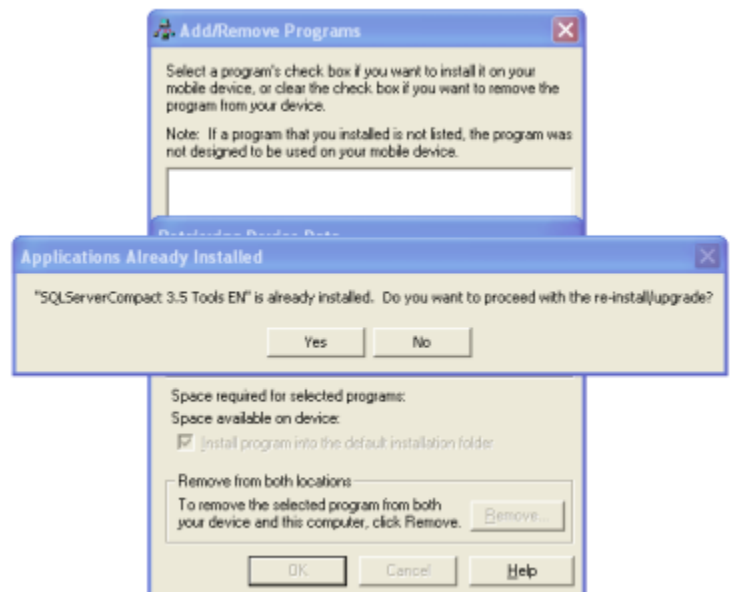 Add/Remove Programs
Select a program's check box if you want to install it on your
mobile device, or clear the check box if you want to remove the
program from your device.
Note: If a program that you installed is not listed, the program was
not designed to be used on your mobile device.
Retrieving Device Data
Applications Already Installed
"SQLServerCompact 3.5 Tools EN" is already installed. Do you want to proceed with the re-install/upgrade?
Yes No
Space required for selected programs:
Space available on device:
Install program into the default installation folder
Remove from both locations
To remove the selected program from both
your device and this computer, click Remove.
Remove...
OK Cancel Help